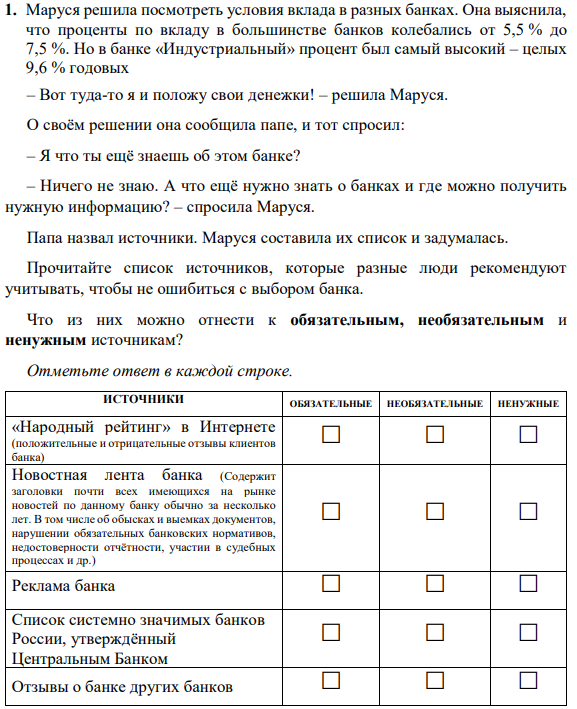 1. Маруся решила посмотреть условия вклада в разных банках. Она выяснила,
что проценты по вкладу в большинстве банков колебались от 5,5 % до
7,5 %. Но в банке «Индустриальный» процент был самый высокий – целых
9,6 % годовых
– Вот туда-то я и положу свои денежки! – решила Маруся.
О своём решении она сообщила папе, и тот спросил:
– Я что ты ещё знаешь об этом банке?
– Ничего не знаю. А что ещё нужно знать о банках и где можно получить
нужную информацию? – спросила Маруся.
Папа назвал источники. Маруся составила их список и задумалась.
Прочитайте список источников, которые разные люди рекомендуют
учитывать, чтобы не ошибиться с выбором банка.
Что из них можно отнести к обязательным, необязательным и
ненужным источникам?
Отметьте ответ в каждой строке.
ИСТОЧНИКИ ОБЯЗАТЕЛЬНЫЕ НЕОБЯЗАТЕЛЬНЫЕ НЕНУЖНЫЕ
«Народный рейтинг» в Интернете
(положительные и отрицательные отзывы клиентов
банка)
Новостная лента банка (Содержит
заголовки почти всех имеющихся на рынке
новостей по данному банку обычно за несколько
лет. В том числе об обысках и выемках документов,
нарушении обязательных банковских нормативов,
недостоверности отчётности, участии в судебных
процессах и др.)
Реклама банка
Список системно значимых банков
России, утверждённый
Центральным Банком
Отзывы о банке других банков